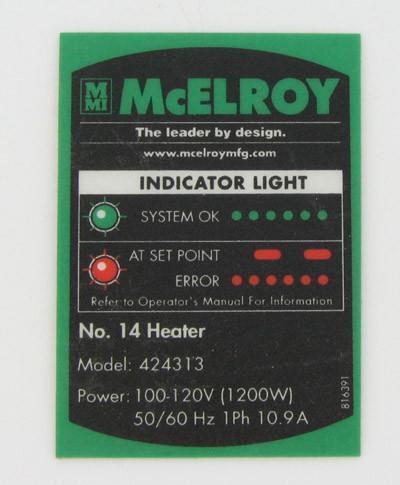 M
MI
McELROY
The leader by design.
www.mcelroymfg.com
INDICATOR LIGHT
SYSTEM OK
AT SET POINT
ERROR
Refer to Operator's Manual For Information
No. 14 Heater
Model: 424313
Power: 100-120V (1200W)
50/60 Hz 1Ph 10.9A
816391